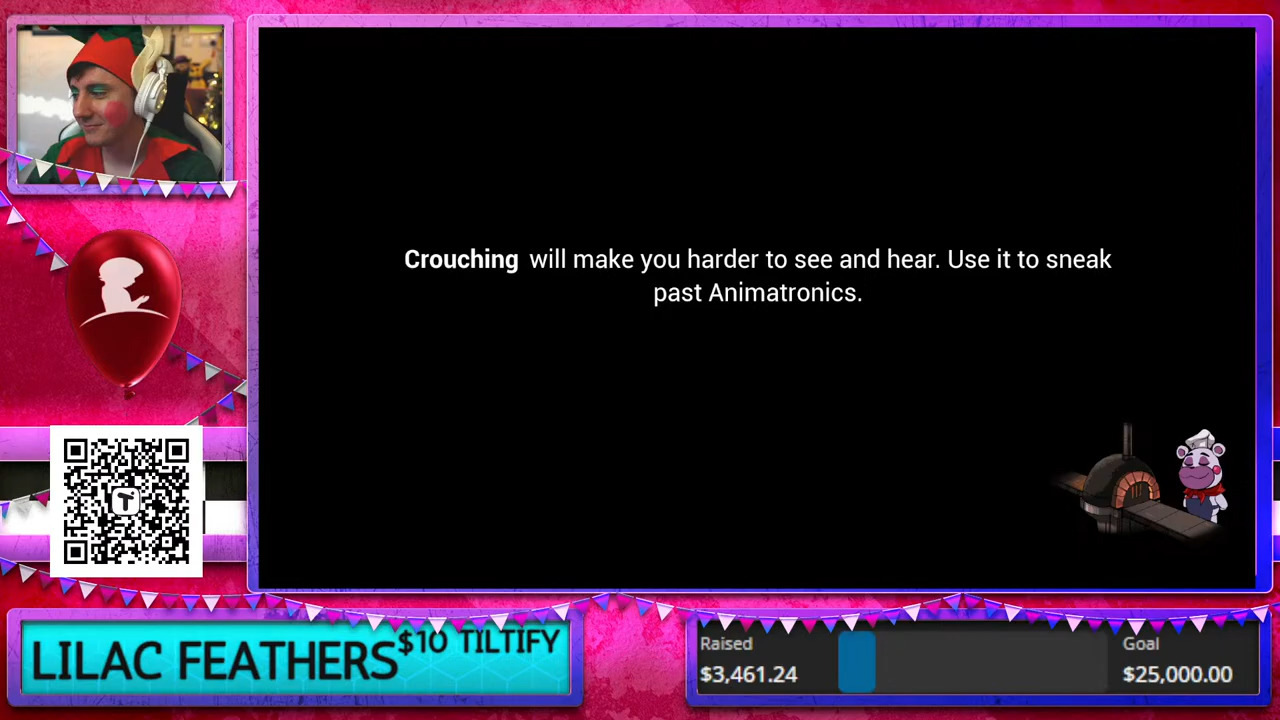 Crouching will make you harder to see and hear. Use it to sneak
past Animatronics.
LILAC FEATHERS $10 TILTIFY
Raised
$3,461.24
Goal
$25,000.00